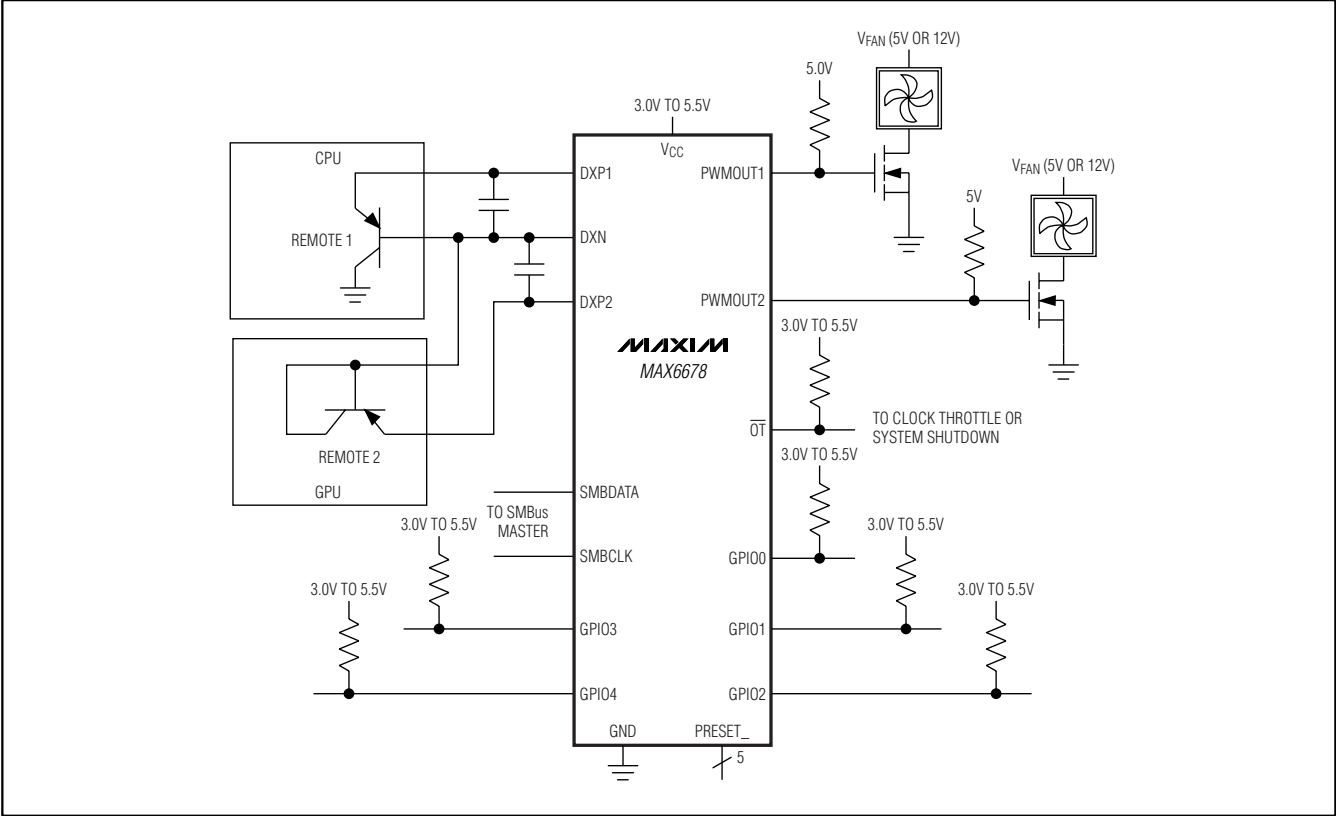 VFAN (5V OR 12V)
5.0V
3.0V TO 5.5V
VCC
CPU
DXP1
PWMOUT1
VFAN (5V OR 12V)
5V
REMOTE 1
DXN
DXP2
PWMOUT2
3.0V TO 5.5V
MAXIM
MAX6678
OT
TO CLOCK THROTTLE OR
SYSTEM SHUTDOWN
REMOTE 2
GPU
3.0V TO 5.5V
SMBDATA
TO SMBus
MASTER
SMBCLK
3.0V TO 5.5V
3.0V TO 5.5V
GPIO0
3.0V TO 5.5V
3.0V TO 5.5V
GPIO3
GPIO1
GPIO4
GPIO2
GND
PRESET_
5